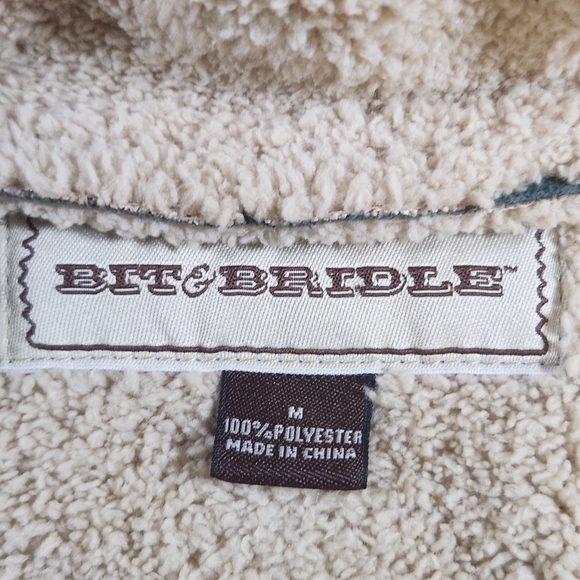 BIT&BRIDLE™
M
100% POLYESTER
MADE IN CHINA